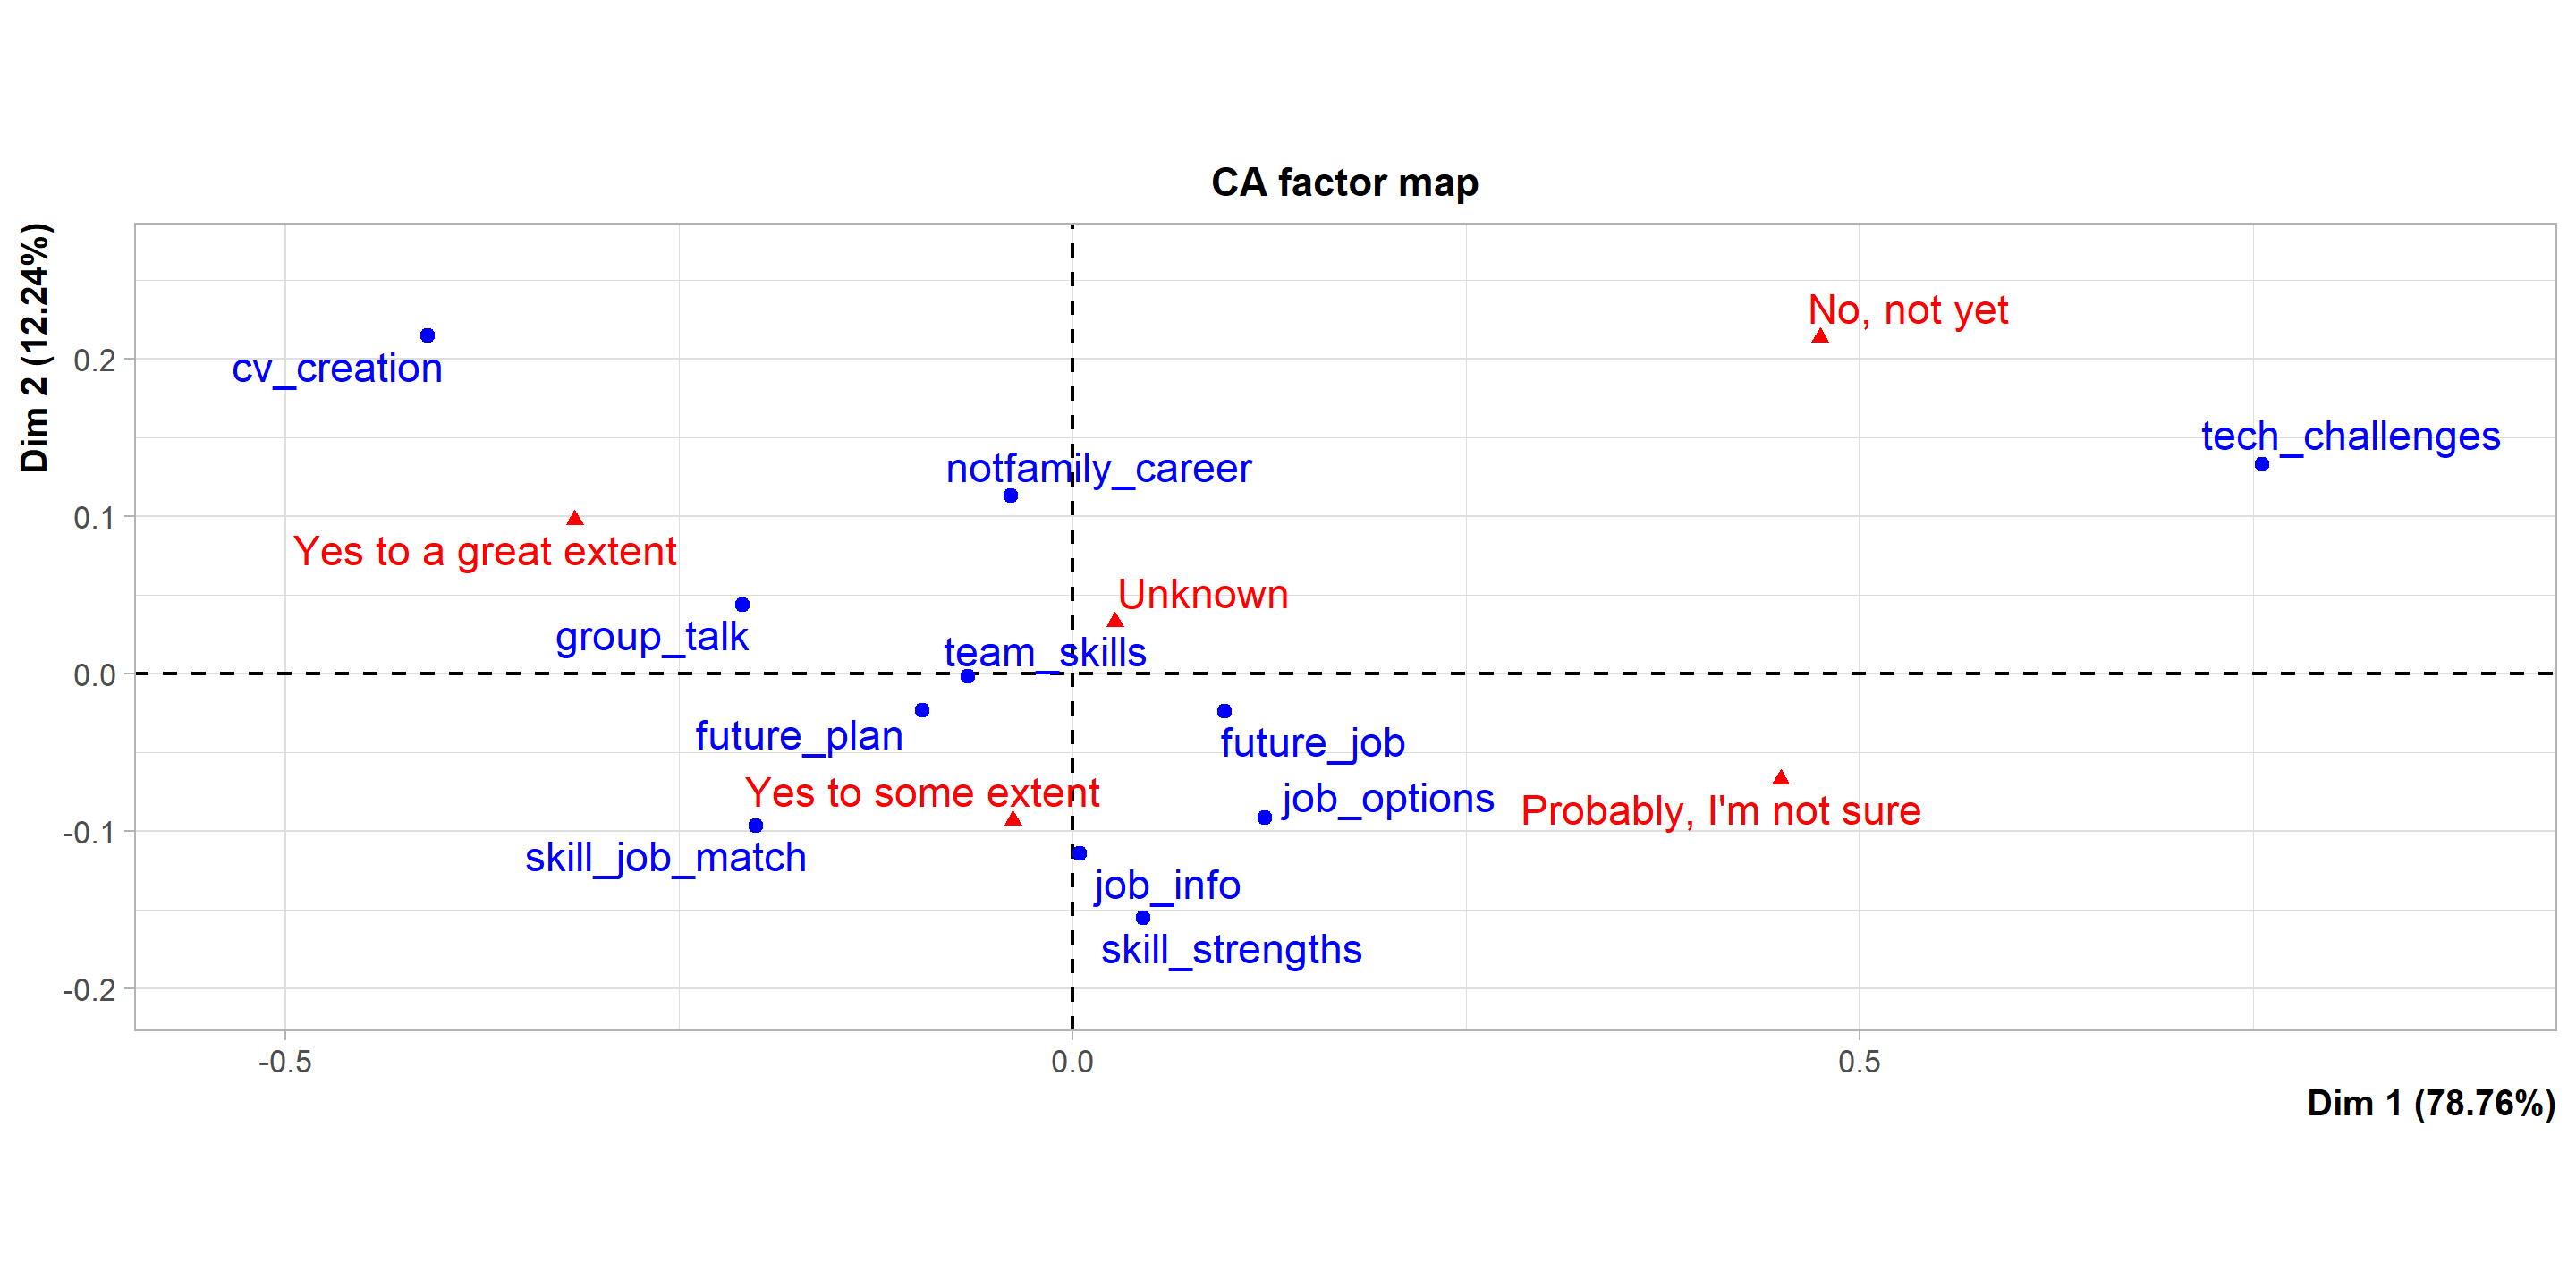 CA factor map
Dim 2 (12.24%)
0.2
0.1
0.0
-0.1
-0.2
No, not yet
cv_creation
tech_challenges
notfamily_career
Yes to a great extent
Unknown
group_talk
team_skills
future_plan
future_job
Yes to some extent
job_options
Probably, I'm not sure
skill_job_match
job_info
skill_strengths
-0.5
0.0
0.5
Dim 1 (78.76%)